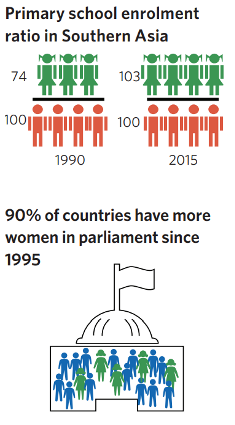 Primary school enrolment
ratio in Southern Asia
74
103
100
100
1990
2015
90% of countries have more
women in parliament since
1995